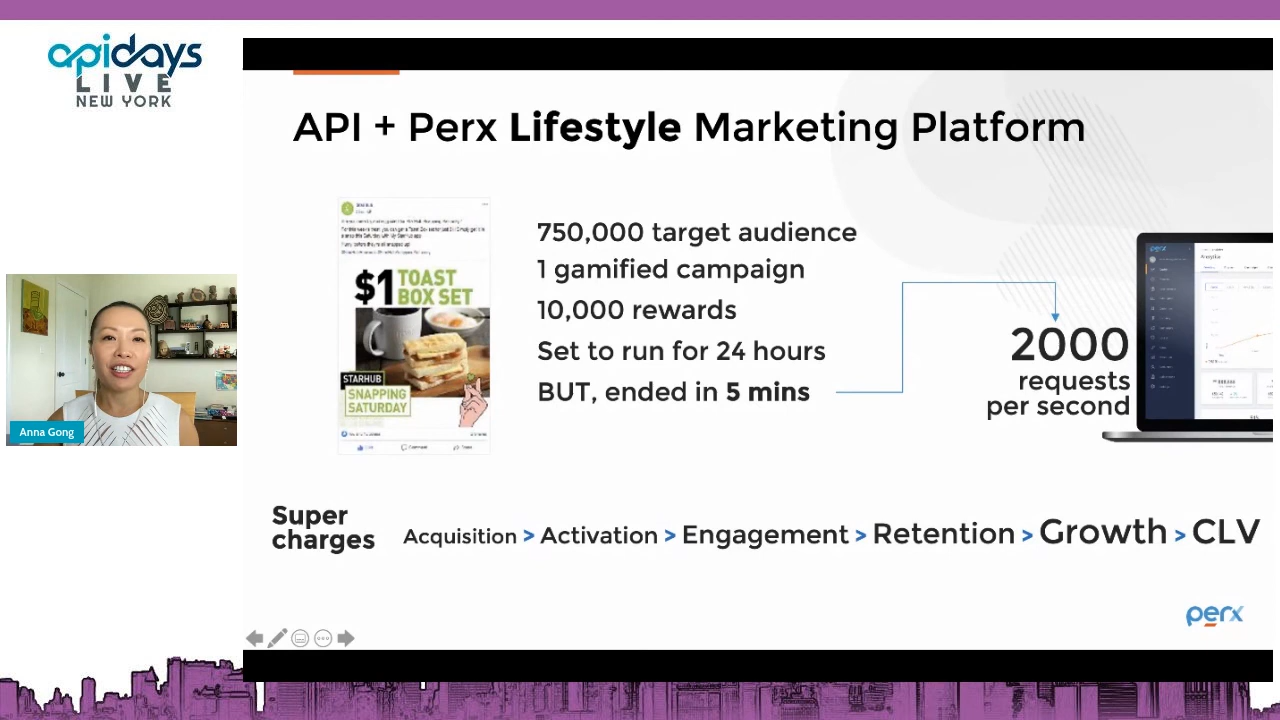 apidays
LIVE
NEW YORK
API + Perx Lifestyle Marketing Platform
$1 TOAST
BOX SET
STARHUB
SNAPPING
SATURDAY
750,000 target audience
1 gamified campaign
10,000 rewards
Set to run for 24 hours
BUT, ended in 5 mins
2000
requests
per second
perx
Anna Gong
Super
charges
Acquisition > Activation > Engagement > Retention > Growth > CLV
perx